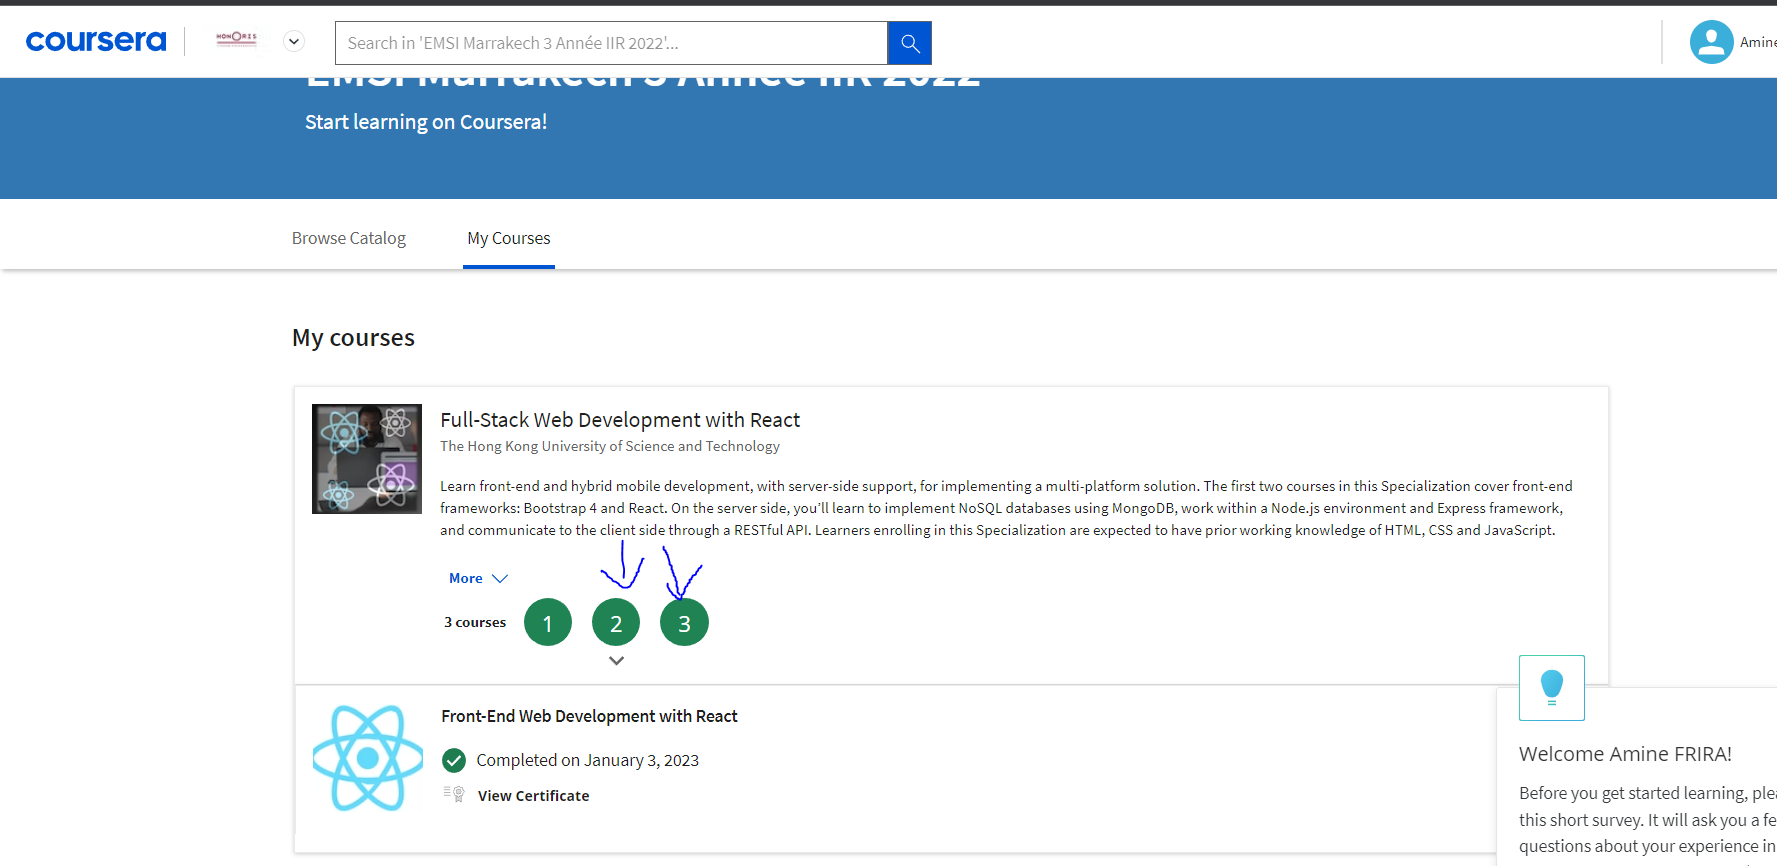 coursera
HONORIS
Search in 'EMSI Marrakech 3 Année IIR 2022'...
Amine
EMSI Marrakech 3 Année IIR 2022
Start learning on Coursera!
Browse Catalog
My Courses
My courses
Full-Stack Web Development with React
The Hong Kong University of Science and Technology
Learn front-end and hybrid mobile development, with server-side support, for implementing a multi-platform solution. The first two courses in this Specialization cover front-end
frameworks: Bootstrap 4 and React. On the server side, you'll learn to implement NoSQL databases using MongoDB, work within a Node.js environment and Express framework,
and communicate to the client side through a RESTful API. Learners enrolling in this Specialization are expected to have prior working knowledge of HTML, CSS and JavaScript.
More
3 courses 1 2 3
Front-End Web Development with React
Completed on January 3, 2023
View Certificate
Welcome Amine FRIRA!
Before you get started learning, plea
this short survey. It will ask you a fe
questions about your experience in